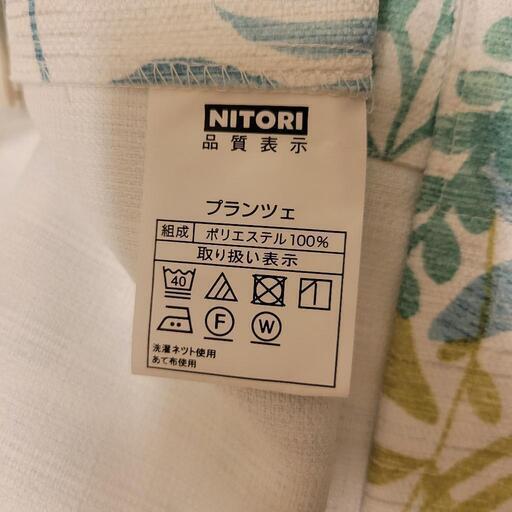 NITORI
品質表示
プランツェ
組成 ポリエステル100%
取り扱い表示
40
F W
洗濯ネット使用
あて布使用